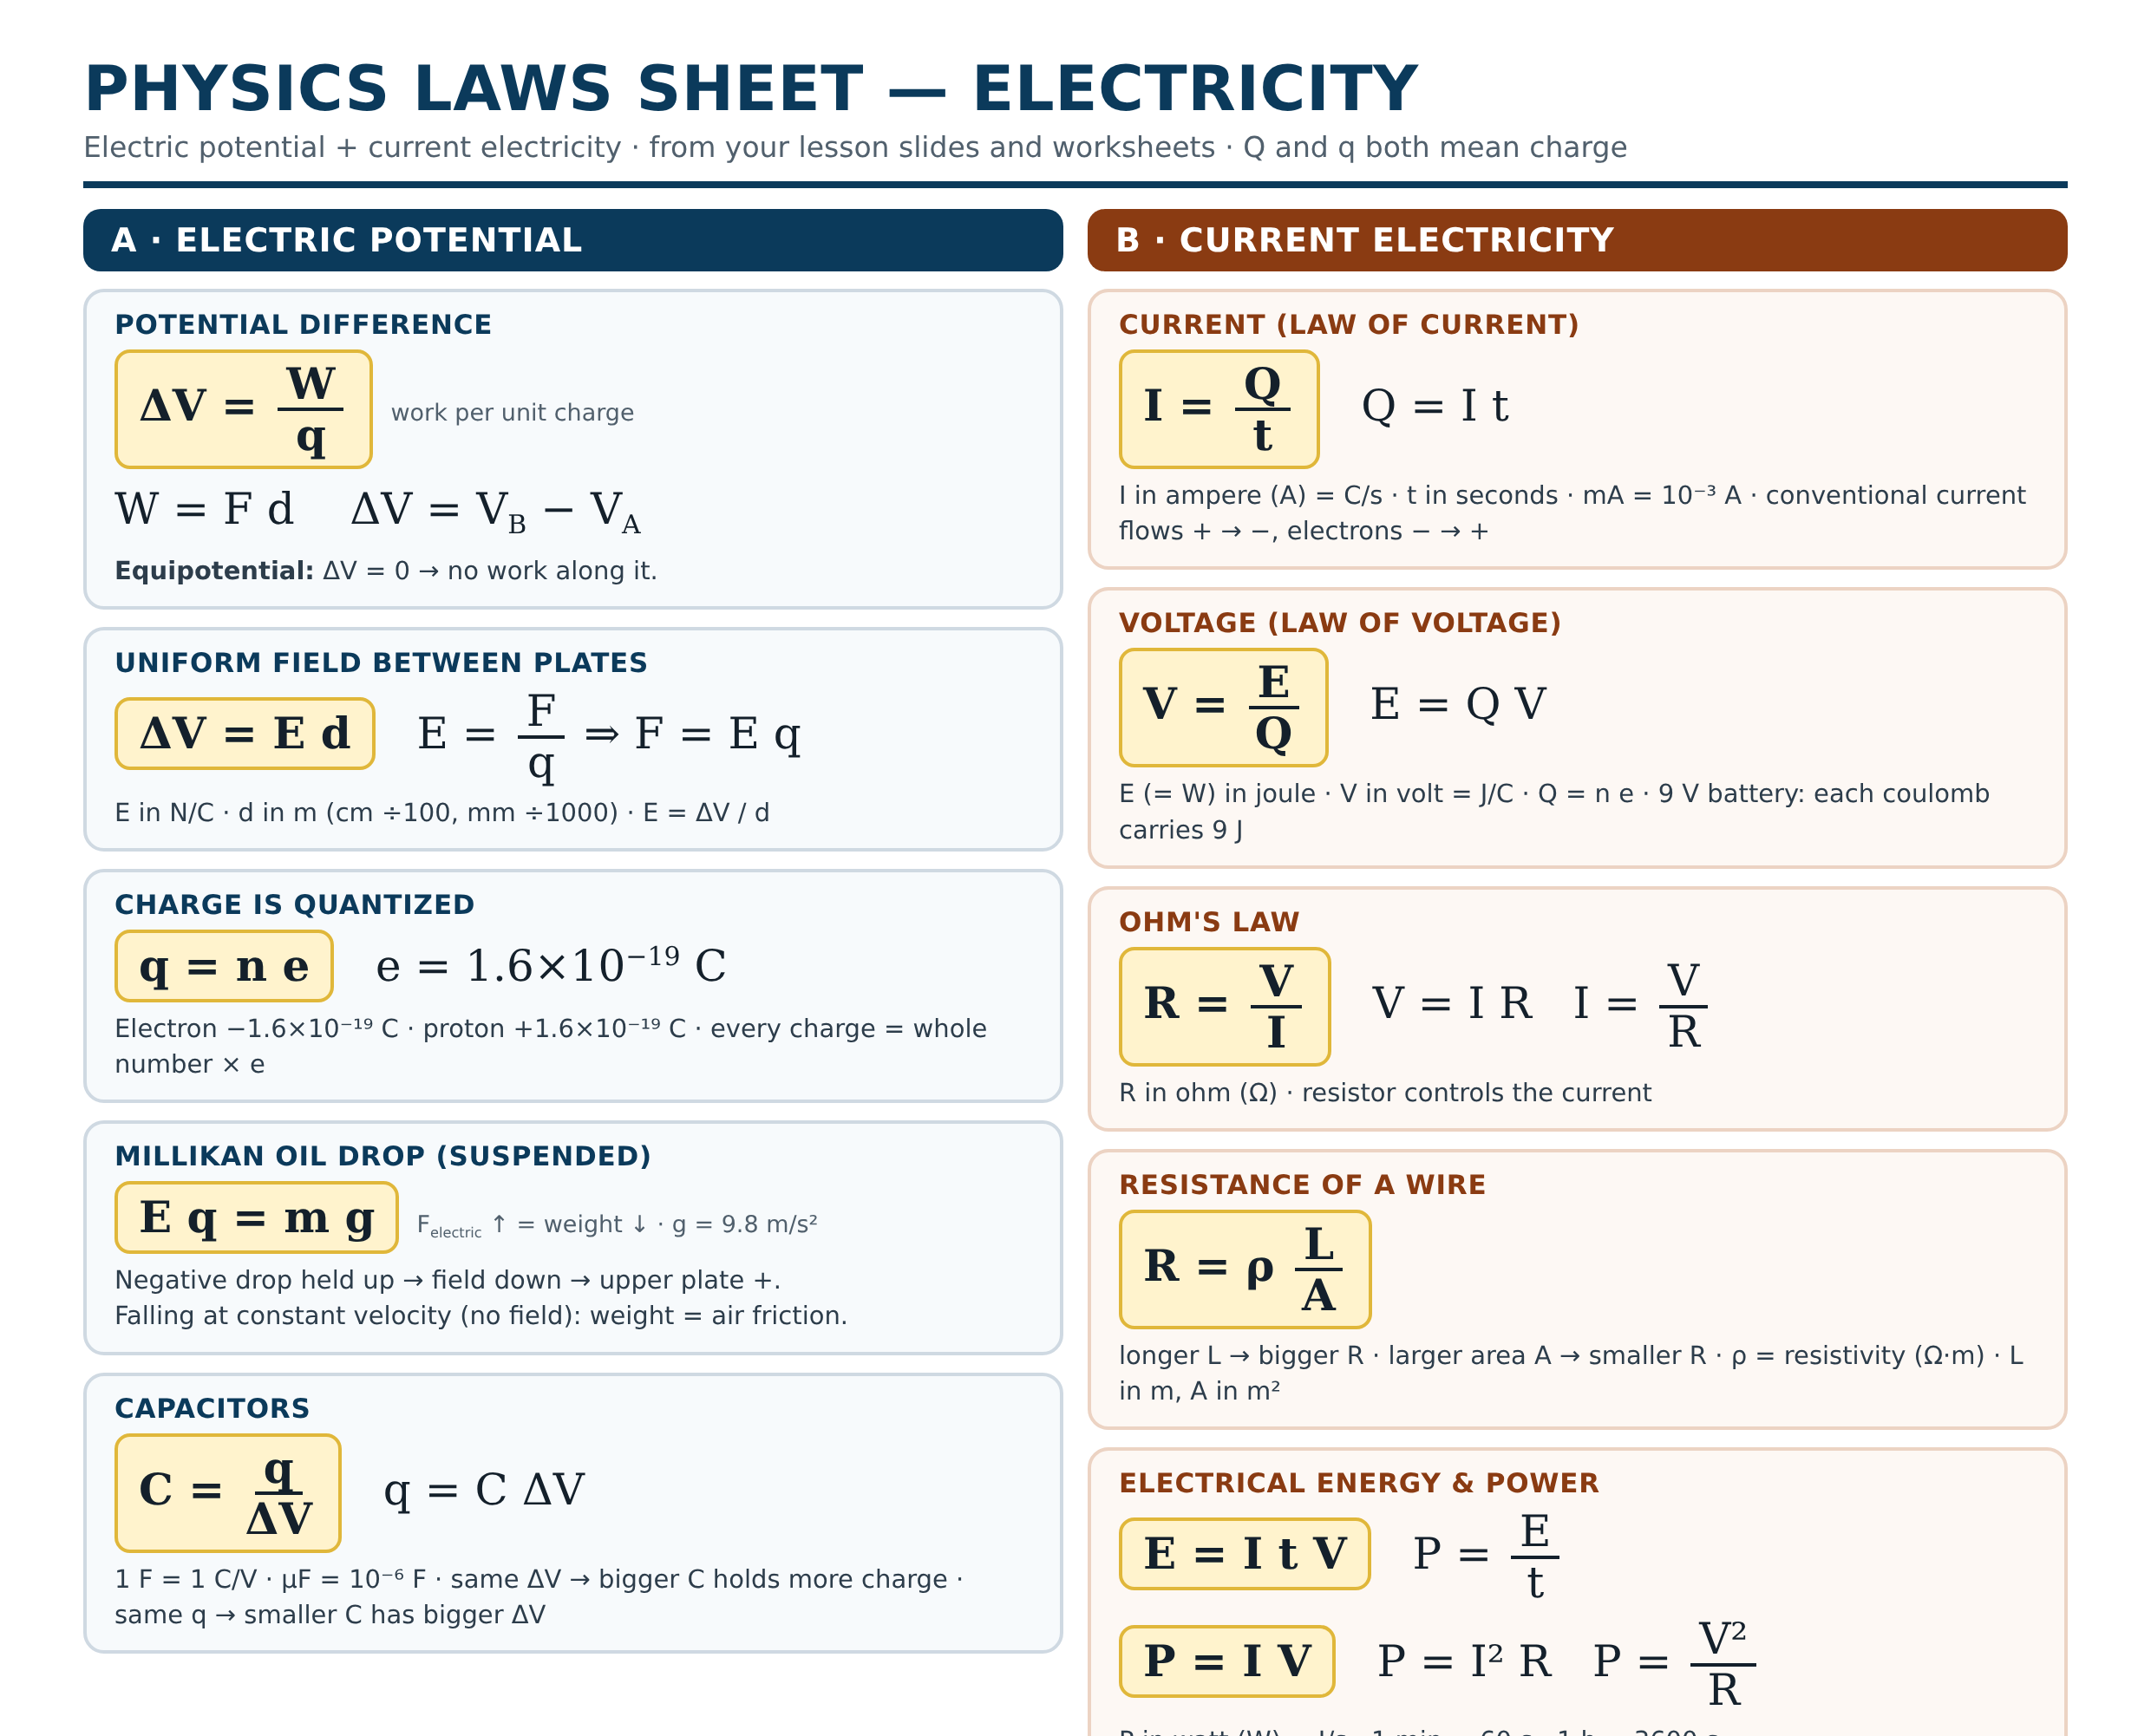 PHYSICS LAWS SHEET — ELECTRICITY
Electric potential + current electricity · from your lesson slides and worksheets · Q and q both mean charge
A · ELECTRIC POTENTIAL
POTENTIAL DIFFERENCE
ΔV = W/q work per unit charge
W = F d ΔV = V_B − V_A
Equipotential: ΔV = 0 → no work along it.
UNIFORM FIELD BETWEEN PLATES
ΔV = E d E = F/q ⇒ F = E q
E in N/C · d in m (cm ÷100, mm ÷1000) · E = ΔV / d
CHARGE IS QUANTIZED
q = n e e = 1.6×10⁻¹⁹ C
Electron −1.6×10⁻¹⁹ C · proton +1.6×10⁻¹⁹ C · every charge = whole
number × e
MILLIKAN OIL DROP (SUSPENDED)
E q = m g F_electric ↑ = weight ↓ · g = 9.8 m/s²
Negative drop held up → field down → upper plate +.
Falling at constant velocity (no field): weight = air friction.
CAPACITORS
C = q/ΔV q = C ΔV
1 F = 1 C/V · µF = 10⁻⁶ F · same ΔV → bigger C holds more charge ·
same q → smaller C has bigger ΔV
B · CURRENT ELECTRICITY
CURRENT (LAW OF CURRENT)
I = Q/t Q = I t
I in ampere (A) = C/s · t in seconds · mA = 10⁻³ A · conventional current
flows + → −, electrons − → +
VOLTAGE (LAW OF VOLTAGE)
V = E/Q E = Q V
E (= W) in joule · V in volt = J/C · Q = n e · 9 V battery: each coulomb
carries 9 J
OHM'S LAW
R = V/I V = I R I = V/R
R in ohm (Ω) · resistor controls the current
RESISTANCE OF A WIRE
R = ρ L/A
longer L → bigger R · larger area A → smaller R · ρ = resistivity (Ω·m) · L
in m, A in m²
ELECTRICAL ENERGY & POWER
E = I t V P = E/t
P = I V P = I² R P = V²/R